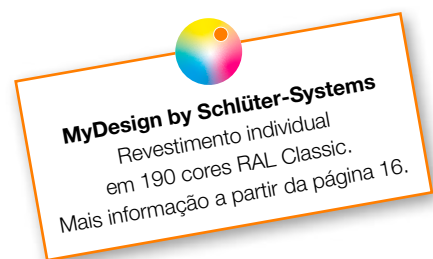 MyDesign by Schlüter-Systems
Revestimento individual
em 190 cores RAL Classic.
Mais informação a partir da página 16.